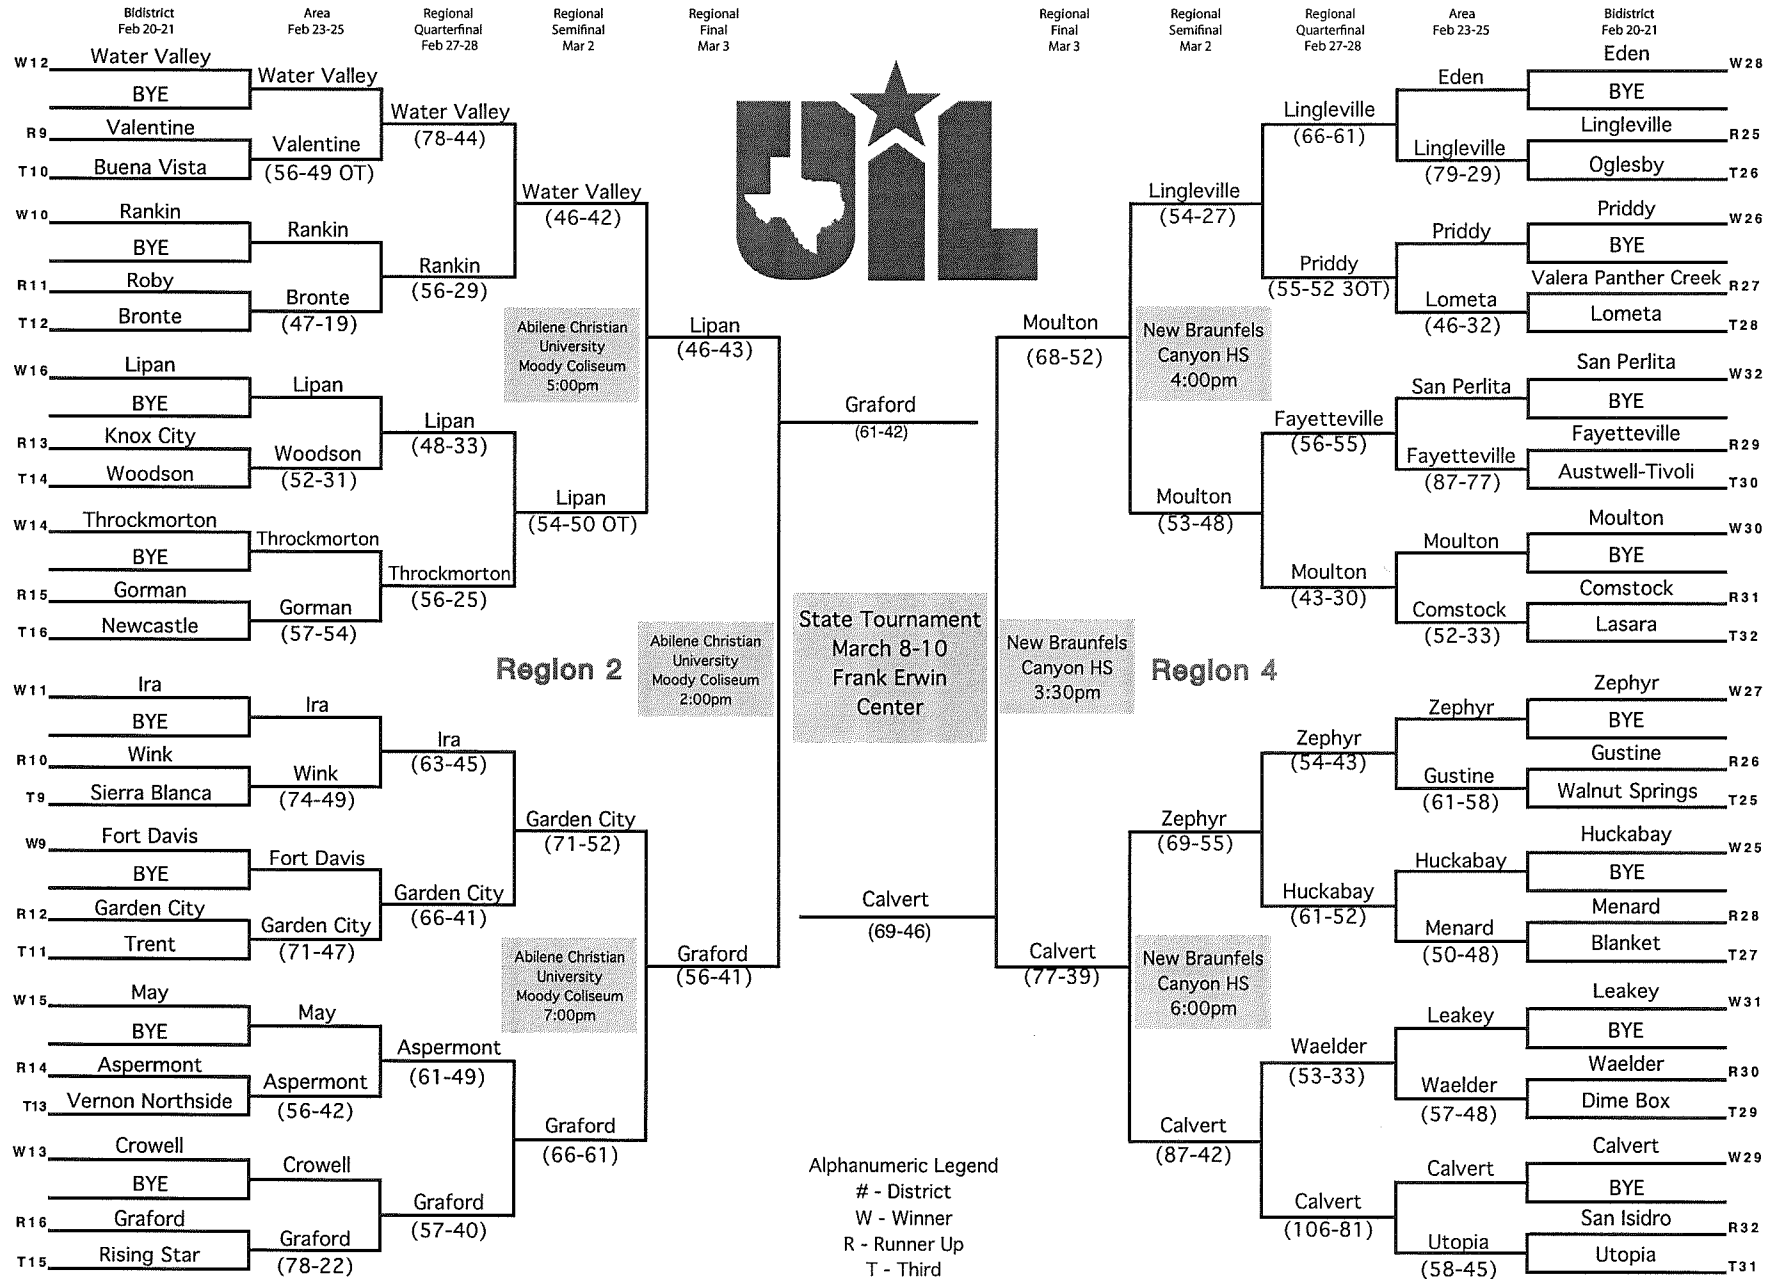 Bidistrict
Feb 20-21
Area
Feb 23-25
Regional
Quarterfinal
Feb 27-28
Regional
Semifinal
Mar 2
Regional
Final
Mar 3
Regional
Final
Mar 3
Regional
Semifinal
Mar 2
Regional
Quarterfinal
Feb 27-28
Area
Feb 23-25
Bidistrict
Feb 20-21
W12 Water Valley
BYE
R9 Valentine
T10 Buena Vista
W10 Rankin
BYE
R11 Roby
T12 Bronte
W16 Lipan
BYE
R13 Knox City
T14 Woodson
W14 Throckmorton
BYE
R15 Gorman
T16 Newcastle
W11 Ira
BYE
R10 Wink
T9 Sierra Blanca
W9 Fort Davis
BYE
R12 Garden City
T11 Trent
W15 May
BYE
R14 Aspermont
T13 Vernon Northside
W13 Crowell
BYE
R16 Graford
T15 Rising Star
Water Valley
Valentine
(56-49 OT)
Rankin
Bronte
(47-19)
Lipan
Woodson
(52-31)
Throckmorton
Gorman
(57-54)
Ira
Wink
(74-49)
Fort Davis
Garden City
(71-47)
May
Aspermont
(56-42)
Crowell
Graford
(78-22)
Water Valley
(78-44)
Rankin
(56-29)
Lipan
(48-33)
Throckmorton
(56-25)
Ira
(63-45)
Garden City
(66-41)
Aspermont
(61-49)
Graford
(57-40)
Water Valley
(46-42)
Abilene Christian
University
Moody Coliseum
5:00pm
Lipan
(54-50 OT)
Region 2
Garden City
(71-52)
Abilene Christian
University
Moody Coliseum
7:00pm
Graford
(66-61)
Lipan
(46-43)
Abilene Christian
University
Moody Coliseum
2:00pm
Graford
(56-41)
UIL
Graford
(61-42)
State Tournament
March 8-10
Frank Erwin
Center
Calvert
(69-46)
Alphanumeric Legend
# - District
W - Winner
R - Runner Up
T - Third
Moulton
(68-52)
New Braunfels
Canyon HS
3:30pm
Calvert
(77-39)
Lingleville
(54-27)
New Braunfels
Canyon HS
4:00pm
Moulton
(53-48)
Region 4
Zephyr
(69-55)
New Braunfels
Canyon HS
6:00pm
Calvert
(87-42)
Lingleville
(66-61)
Priddy
(55-52 3OT)
Fayetteville
(56-55)
Moulton
(43-30)
Zephyr
(54-43)
Huckabay
(61-52)
Waelder
(53-33)
Calvert
(106-81)
Eden
Lingleville
(79-29)
Priddy
Lometa
(46-32)
San Perlita
Fayetteville
(87-77)
Moulton
Comstock
(52-33)
Zephyr
Gustine
(61-58)
Huckabay
Menard
(50-48)
Leakey
Waelder
(57-48)
Calvert
Utopia
(58-45)
Eden W28
BYE
Lingleville R25
Oglesby T26
Priddy W26
BYE
Valera Panther Creek R27
Lometa T28
San Perlita W32
BYE
Fayetteville R29
Austwell-Tivoli T30
Moulton W30
BYE
Comstock R31
Lasara T32
Zephyr W27
BYE
Gustine R26
Walnut Springs T25
Huckabay W25
BYE
Menard R28
Blanket T27
Leakey W31
BYE
Waelder R30
Dime Box T29
Calvert W29
BYE
San Isidro R32
Utopia T31